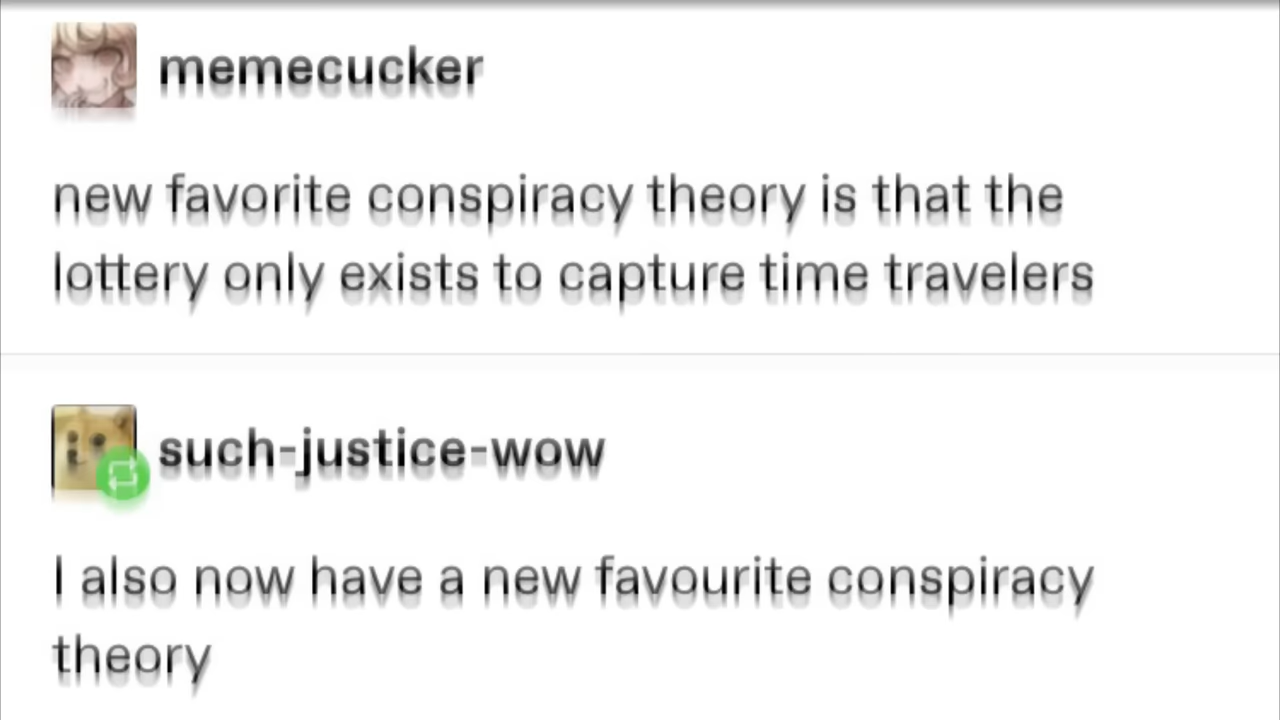 memecucker
new favorite conspiracy theory is that the
lottery only exists to capture time travelers
such-justice-wow
I also now have a new favourite conspiracy
theory